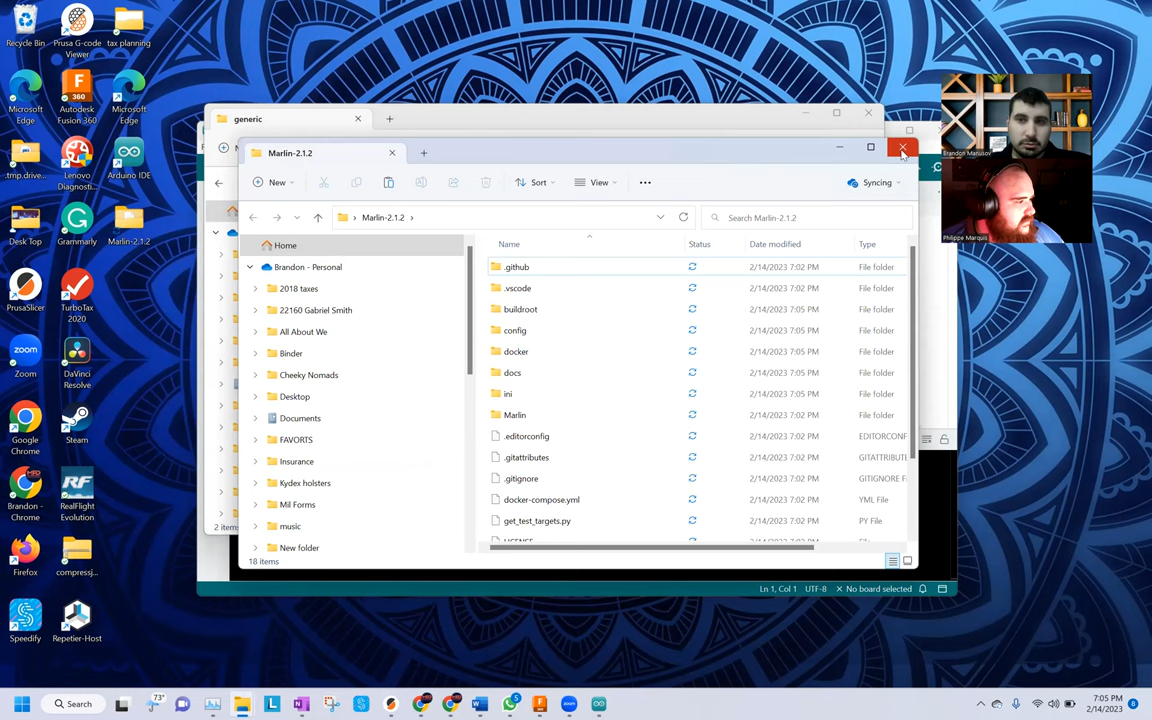 Recycle Bin
Prusa G-code Viewer
tax planning
Microsoft Edge
Autodesk Fusion 360
Microsoft Edge
.tmp.drive...
Lenovo Diagnosti...
Arduino IDE
Desk Top
Grammarly
Marlin-2.1.2
PrusaSlicer
TurboTax 2020
Zoom
DaVinci Resolve
Google Chrome
Steam
Brandon - Chrome
RealFlight Evolution
Firefox
compressj...
Speedify
Repetier-Host
generic
Marlin-2.1.2
New
Sort
View
Syncing
Marlin-2.1.2
Search Marlin-2.1.2
Name
Status
Date modified
Type
Home
Brandon - Personal
2018 taxes
22160 Gabriel Smith
All About We
Binder
Cheeky Nomads
Desktop
Documents
FAVORTS
Insurance
Kydex holsters
Mil Forms
music
New folder
.github 2/14/2023 7:02 PM File folder
.vscode 2/14/2023 7:02 PM File folder
buildroot 2/14/2023 7:05 PM File folder
config 2/14/2023 7:05 PM File folder
docker 2/14/2023 7:05 PM File folder
docs 2/14/2023 7:05 PM File folder
ini 2/14/2023 7:05 PM File folder
Marlin 2/14/2023 7:02 PM File folder
.editorconfig 2/14/2023 7:02 PM EDITORCONF
.gitattributes 2/14/2023 7:02 PM GITATTRIBUTE
.gitignore 2/14/2023 7:02 PM GITIGNORE F
docker-compose.yml 2/14/2023 7:02 PM YML File
get_test_targets.py 2/14/2023 7:02 PM PY File
18 items
2 items
Ln 1, Col 1 UTF-8 No board selected
Brandon Manusov
Philippe Marquis
73°
Search
5
7:05 PM
2/14/2023
8